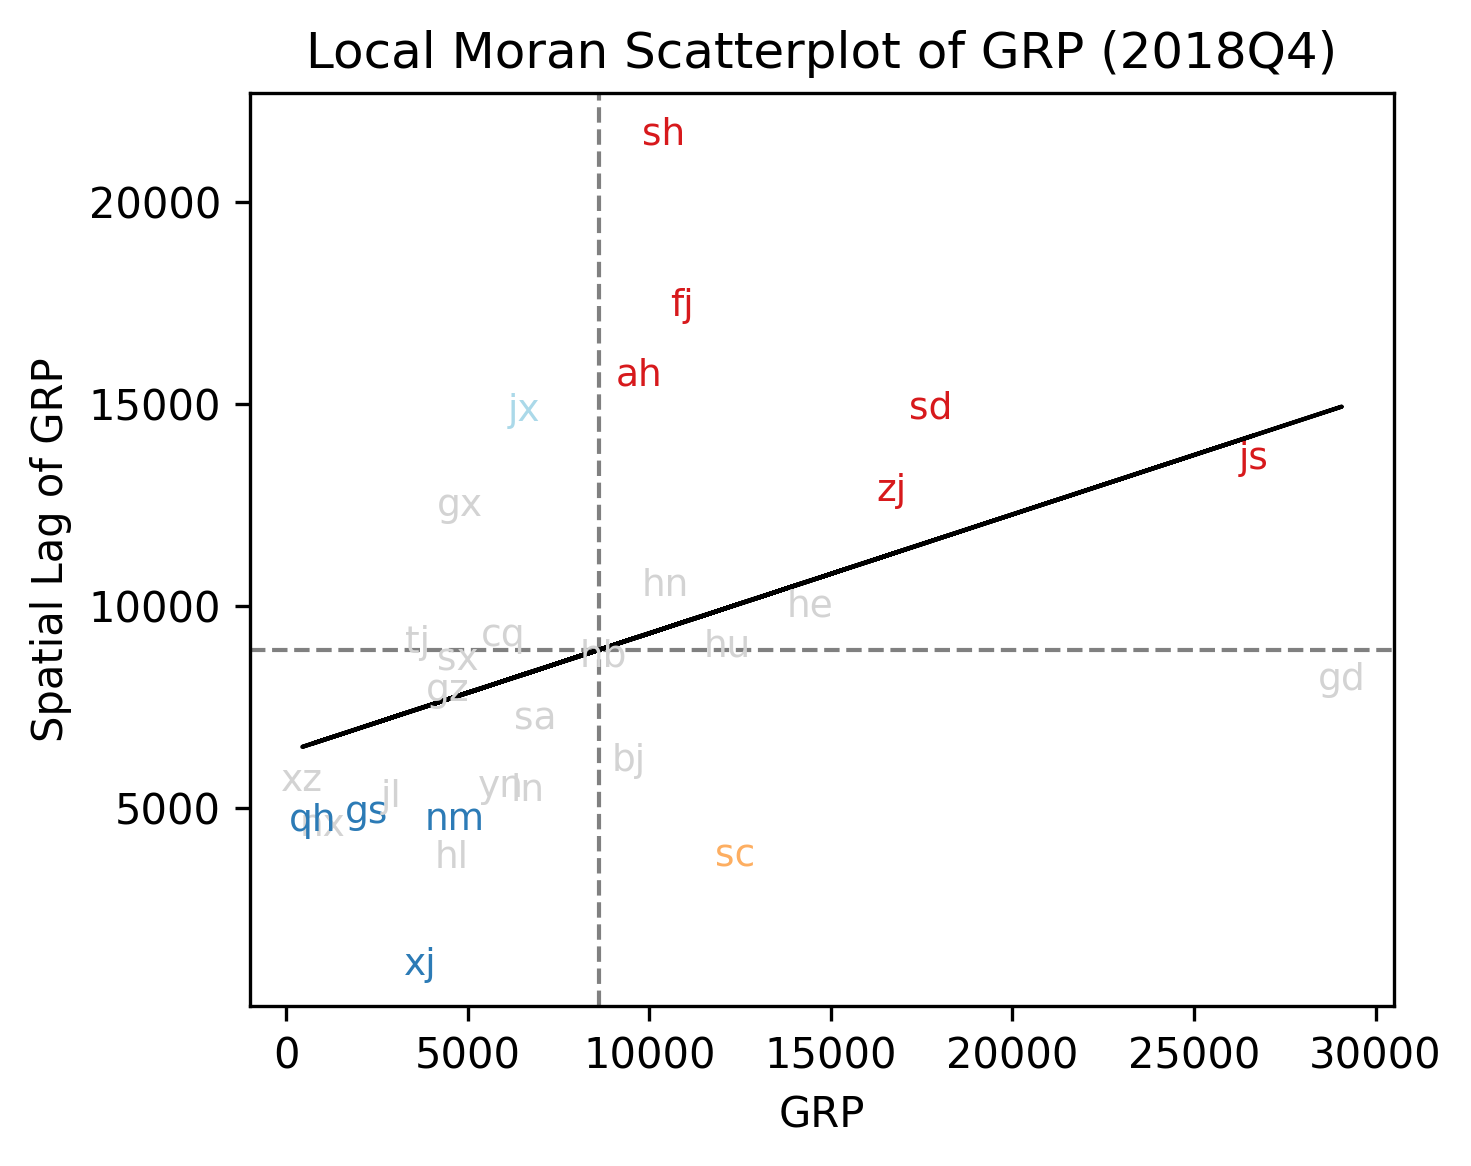 Local Moran Scatterplot of GRP (2018Q4)
Spatial Lag of GRP
20000
15000
10000
5000
sh
fj
ah
jx
sd
js
zj
gx
hn
he
tj
cq
hu
hb
sx
gz
gd
sa
bj
xz
jl
yn
ln
qh
nx
gs
nm
hl
sc
xj
0
5000
10000
15000
20000
25000
30000
GRP